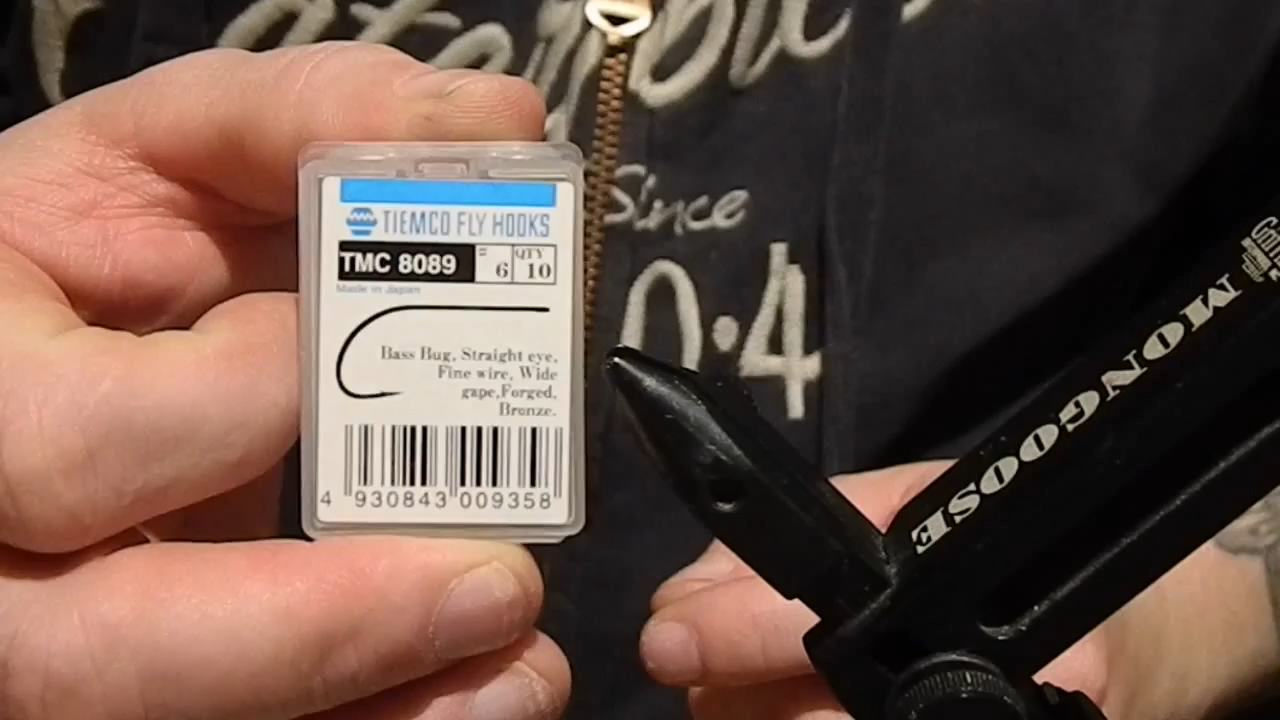 Since
0•4
TIEMCO FLY HOOKS
TMC 8089 # 6 QTY 10
Made in Japan
Bass Bug, Straight eye,
Fine wire, Wide
gape,Forged,
Bronze.
4 930843 009358
MONGOOSE